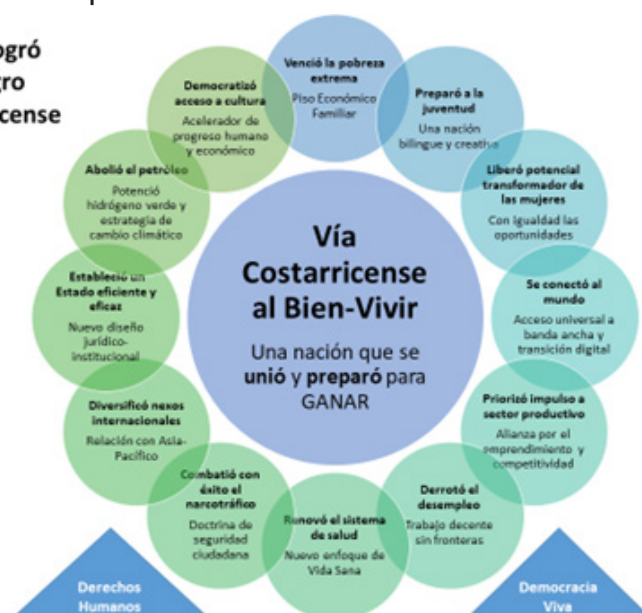 ogró
gro
icense
Venció la pobreza
extrema
Piso Económico
Familiar
Preparó a la
juventud
Una nación
bilingue y creativa
Liberó potencial
transformador de
las mujeres
Con igualdad las
oportunidades
Se conectó al
mundo
Acceso universal a
banda ancha y
transición digital
Priorizó impulso a
sector productivo
Alianza por el
emprendimiento y
competitividad
Derrotó el
desempleo
Trabajo decente
sin fronteras
Renovó el sistema
de salud
Nuevo enfoque de
Vida Sana
Combatió con
éxito el
narcotráfico
Doctrina de
seguridad
ciudadana
Diversificó nexos
internacionales
Relación con Asia-
Pacífico
Estableció un
Estado eficiente y
eficaz
Nuevo diseño
jurídico-
institucional
Abolió el petróleo
Potenció
hidrógeno verde y
estrategia de
cambio climático
Democratizó
acceso a cultura
Acelerador de
progreso humano
y económico
Vía
Costarricense
al Bien-Vivir
Una nación que se
unió y preparó para
GANAR
Derechos
Humanos
Democracia
Viva